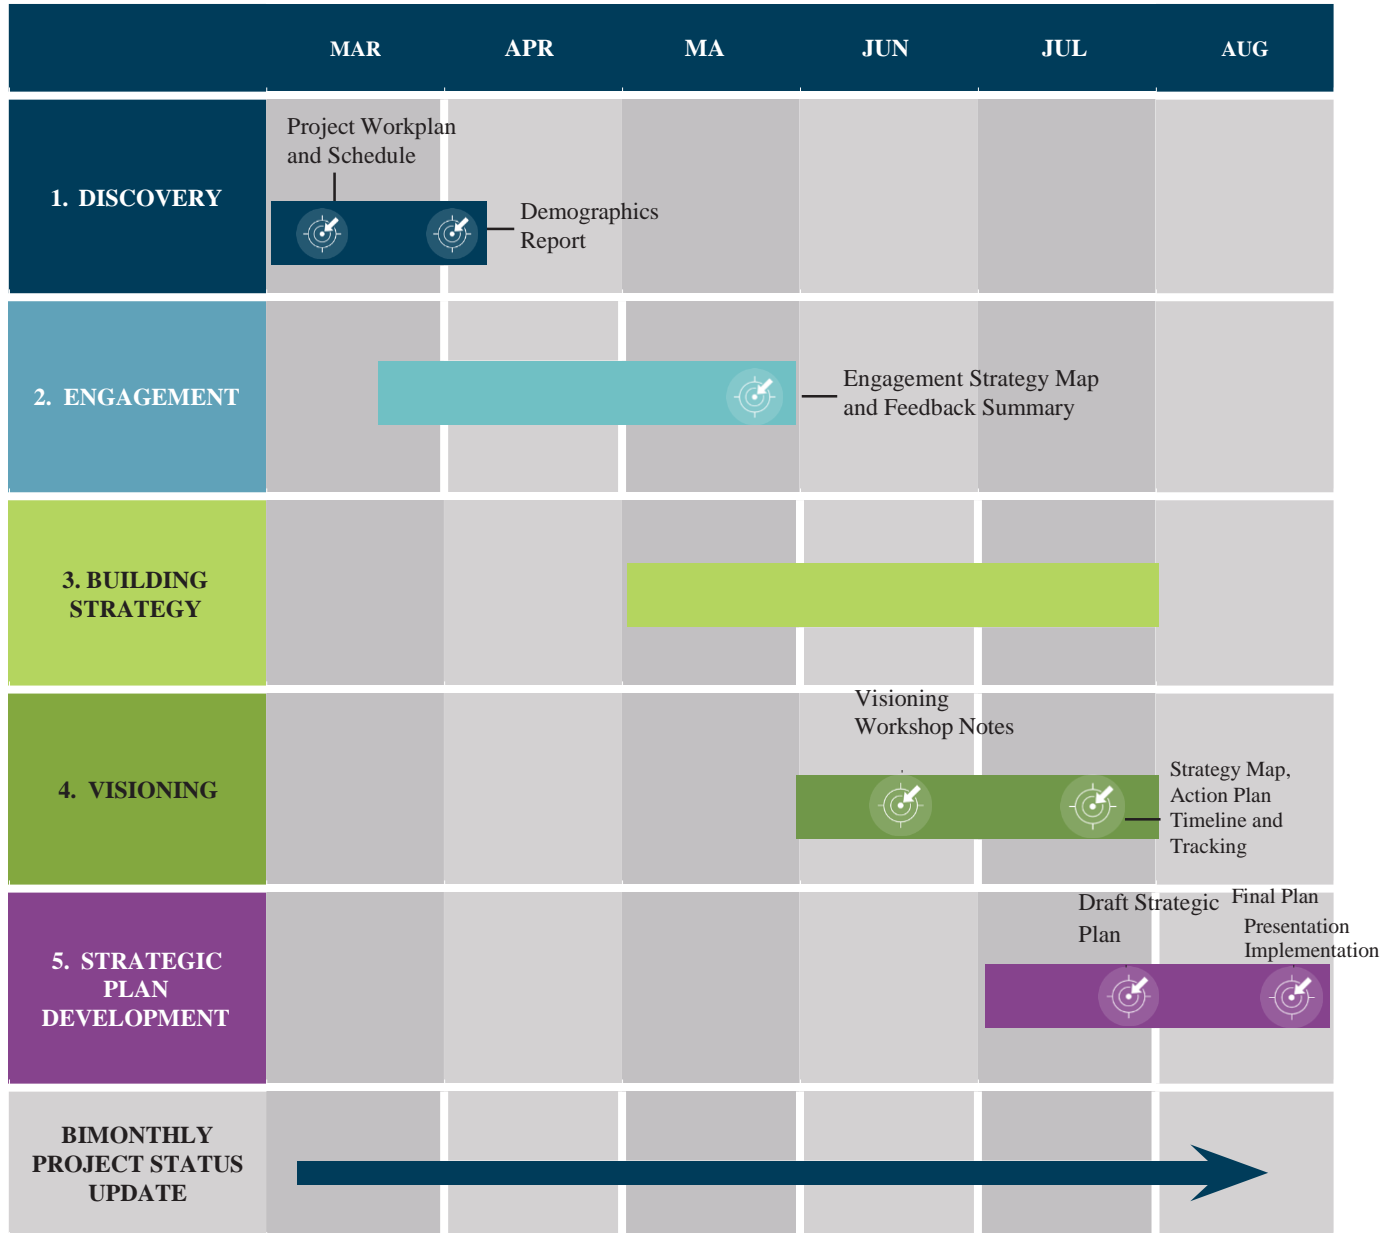 MAR APR MA JUN JUL AUG
Project Workplan
and Schedule
1. DISCOVERY
Demographics
Report
2. ENGAGEMENT
Engagement Strategy Map
and Feedback Summary
3. BUILDING
STRATEGY
Visioning
Workshop Notes
4. VISIONING
Strategy Map,
Action Plan
Timeline and
Tracking
Draft Strategic
Plan
Final Plan
Presentation
Implementation
5. STRATEGIC
PLAN
DEVELOPMENT
BIMONTHLY
PROJECT STATUS
UPDATE